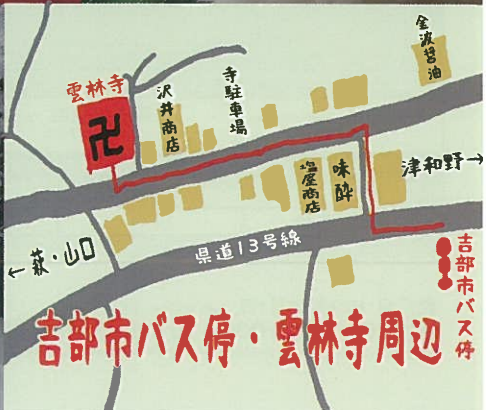 金波醤油
雲林寺
卍
沢井商店
寺駐車場
塩屋商店
味酔
津和野→
←萩・山口
県道13号線
吉部市バス停
吉部市バス停・雲林寺周辺